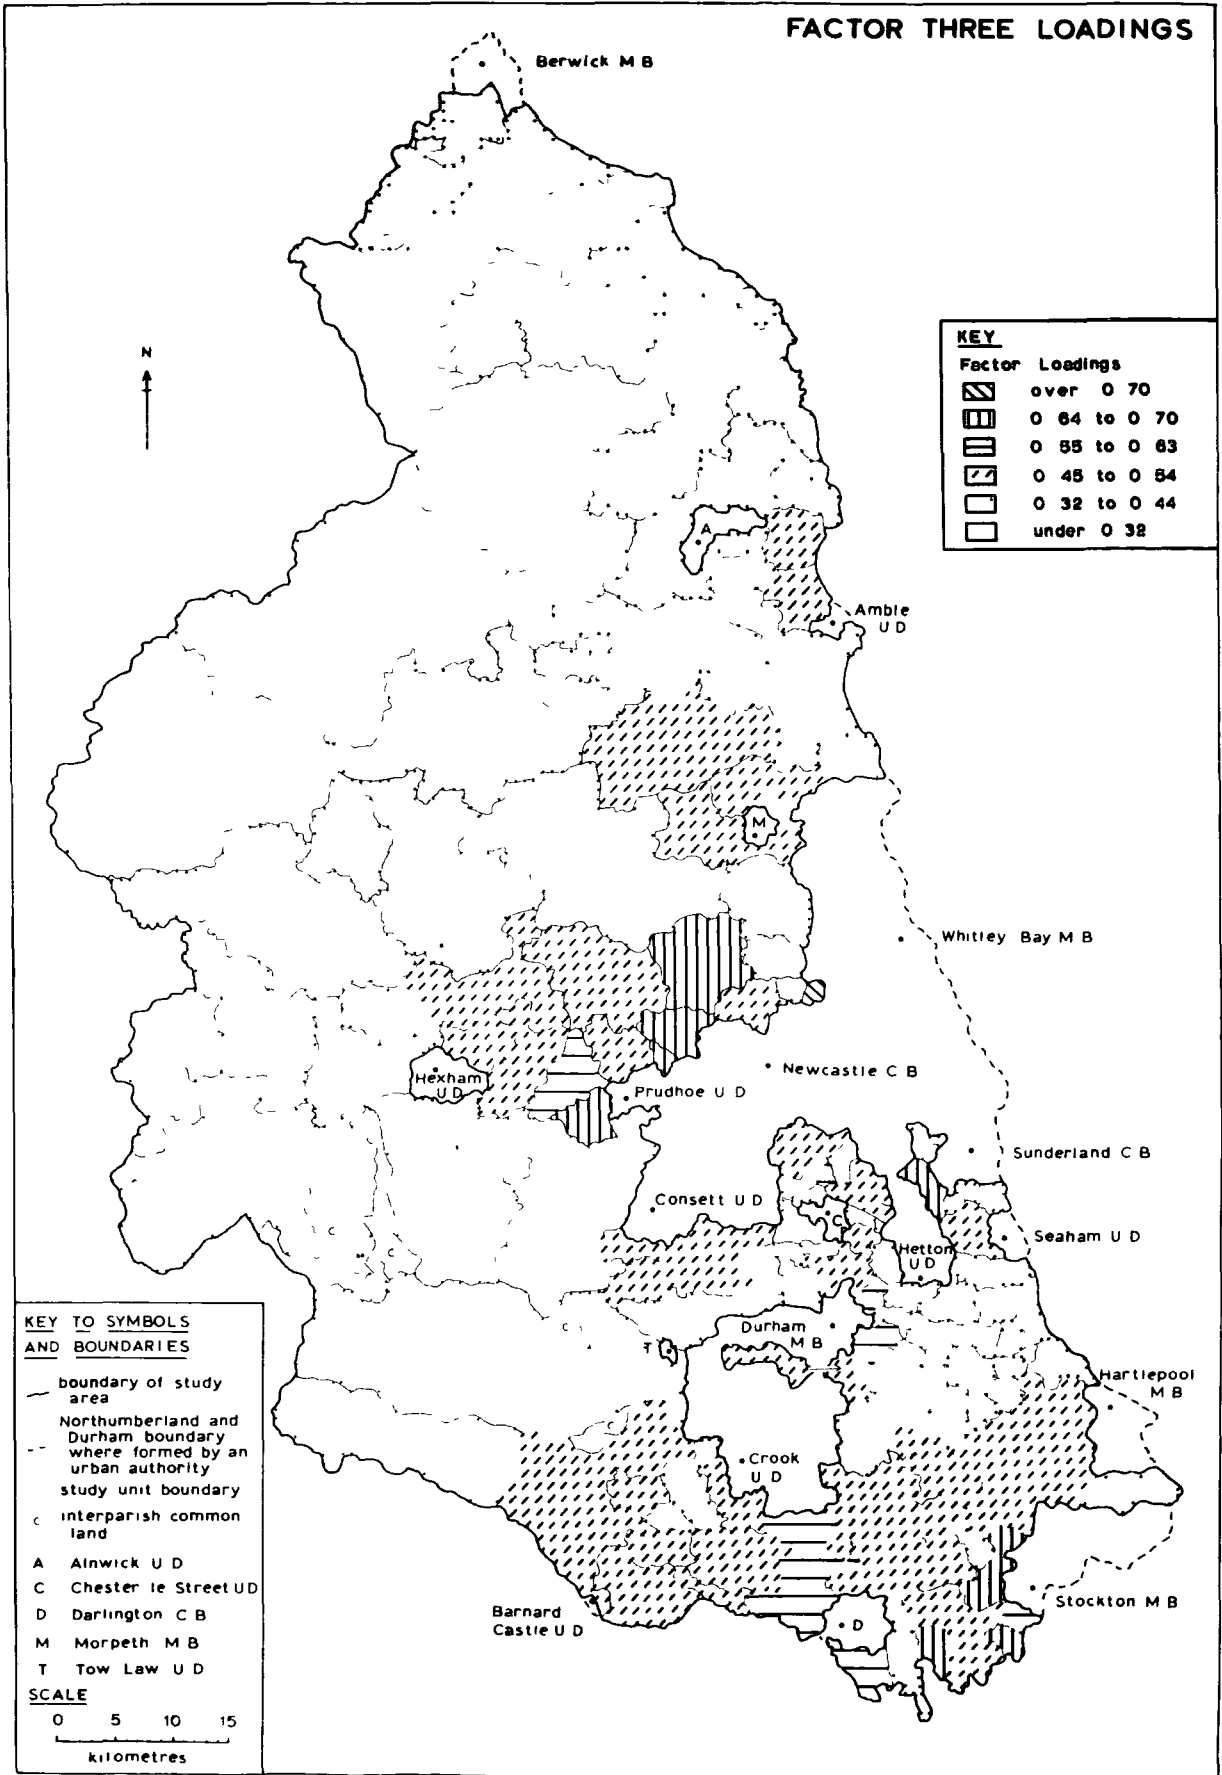 FACTOR THREE LOADINGS
Berwick M B
N
KEY
Factor Loadings
over 0 70
0 64 to 0 70
0 55 to 0 63
0 45 to 0 54
0 32 to 0 44
under 0 32
A
Amble
U D
M
Whitley Bay M B
Newcastle C B
Hexham
U D
Prudhoe U D
Sunderland C B
Consett U D
C
Seaham U D
Hetton
U D
c
c
c
Durham
M B
T
Hartlepool
M B
Crook
U D
Stockton M B
Barnard
Castle U D
D
KEY TO SYMBOLS
AND BOUNDARIES
boundary of study
area
Northumberland and
Durham boundary
where formed by an
urban authority
study unit boundary
c interparish common
land
A Alnwick U D
C Chester le Street U D
D Darlington C B
M Morpeth M B
T Tow Law U D
SCALE
0 5 10 15
kilometres